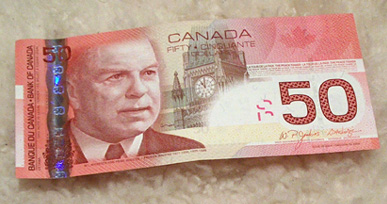 50
CANADA
FIFTY • CINQUANTE
50
BANQUE DU CANADA • BANK OF CANADA